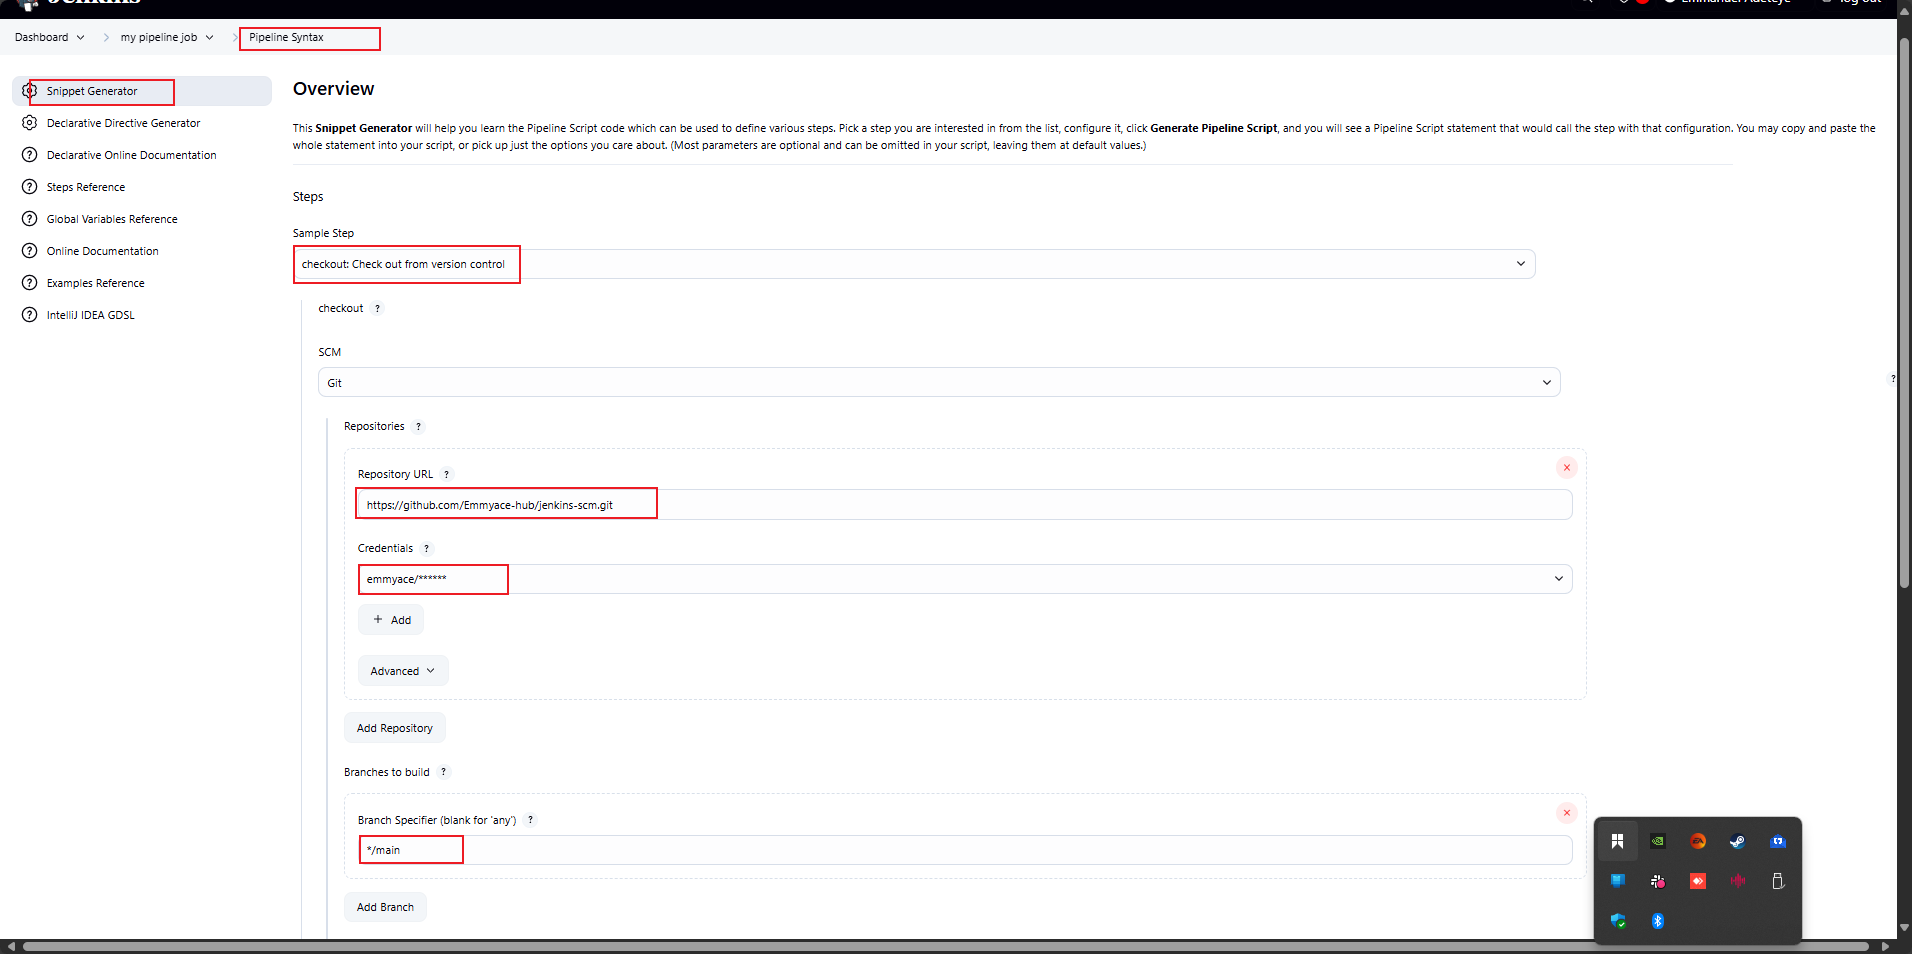 Jenkins
Emmanuel Adeteye
log out
Dashboard
my pipeline job
Pipeline Syntax
Snippet Generator
Declarative Directive Generator
Declarative Online Documentation
Steps Reference
Global Variables Reference
Online Documentation
Examples Reference
IntelliJ IDEA GDSL
Overview
This Snippet Generator will help you learn the Pipeline Script code which can be used to define various steps. Pick a step you are interested in from the list, configure it, click Generate Pipeline Script, and you will see a Pipeline Script statement that would call the step with that configuration. You may copy and paste the
whole statement into your script, or pick up just the options you care about. (Most parameters are optional and can be omitted in your script, leaving them at default values.)
Steps
Sample Step
checkout: Check out from version control
checkout ?
SCM
Git
?
Repositories ?
Repository URL ?
https://github.com/Emmyace-hub/jenkins-scm.git
Credentials ?
emmyace/******
+ Add
Advanced
Add Repository
Branches to build ?
Branch Specifier (blank for 'any') ?
*/main
Add Branch